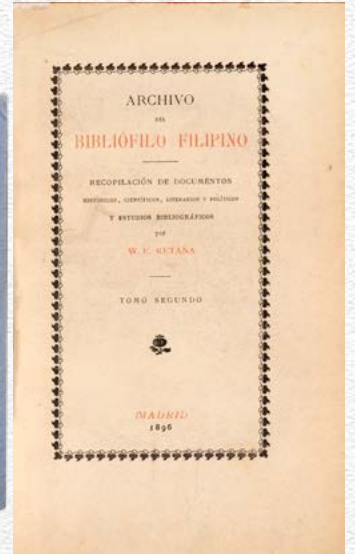 ARCHIVO
DEL
BIBLIÓFILO FILIPINO
RECOPILACIÓN DE DOCUMENTOS
HISTÓRICOS, CIENTÍFICOS, LITERARIOS Y POLÍTICOS
Y ESTUDIOS BIBLIOGRÁFICOS
POR
W. E. RETANA
TOMO SEGUNDO
MADRID
1896